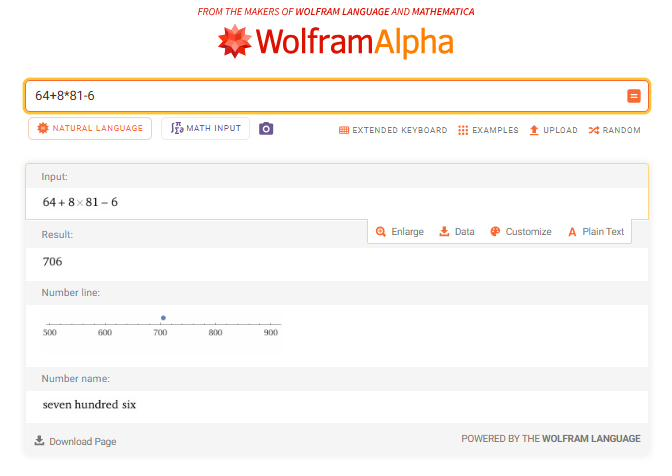 FROM THE MAKERS OF WOLFRAM LANGUAGE AND MATHEMATICA
WolframAlpha
64+8*81-6
NATURAL LANGUAGE
∫π Σ∂ MATH INPUT
EXTENDED KEYBOARD
EXAMPLES
UPLOAD
RANDOM
Input:
64 + 8 × 81 – 6
Result:
Enlarge
Data
Customize
A Plain Text
706
Number line:
500 600 700 800 900
Number name:
seven hundred six
Download Page
POWERED BY THE WOLFRAM LANGUAGE